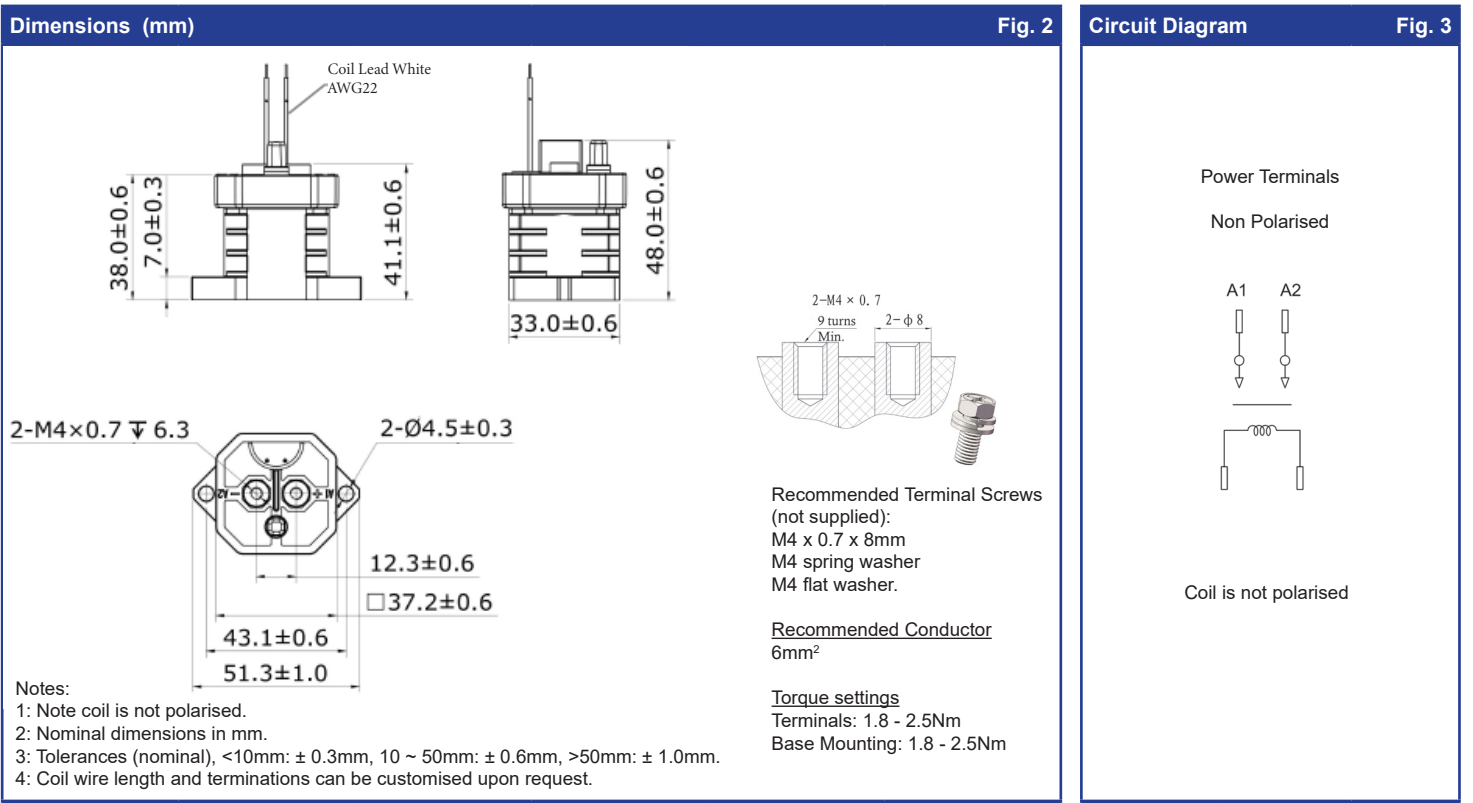 Dimensions (mm) Fig. 2
Coil Lead White
AWG22
38.0±0.6
7.0±0.3
41.1±0.6
48.0±0.6
33.0±0.6
2-M4 × 0.7
9 turns
Min.
2-ϕ 8
2-M4×0.7 ↧ 6.3
2-Ø4.5±0.3
A2 −
+ A1
12.3±0.6
□37.2±0.6
43.1±0.6
51.3±1.0
Recommended Terminal Screws
(not supplied):
M4 x 0.7 x 8mm
M4 spring washer
M4 flat washer.
Recommended Conductor
6mm²
Torque settings
Terminals: 1.8 - 2.5Nm
Base Mounting: 1.8 - 2.5Nm
Notes:
1: Note coil is not polarised.
2: Nominal dimensions in mm.
3: Tolerances (nominal), <10mm: ± 0.3mm, 10 ~ 50mm: ± 0.6mm, >50mm: ± 1.0mm.
4: Coil wire length and terminations can be customised upon request.
Circuit Diagram Fig. 3
Power Terminals
Non Polarised
A1 A2
Coil is not polarised